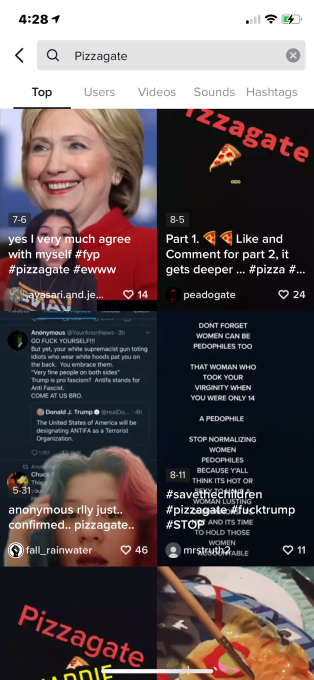 4:28
Pizzagate
Top Users Videos Sounds Hashtags
7-6
yes I very much agree
with myself #fyp
#pizzagate #ewww
ayasari.and.je...
14
izzagate
8-5
Part 1. 🍕🍕 Like and
Comment for part 2, it
gets deeper ... #pizza #...
peadogate
24
Anonymous @YourAnonNews · 3h
GO FUCK YOURSELF!!!
But yet, your white supremacist gun toting
idiots who wear white hoods pat you on
the back. You embrace them.
"Very fine people on both sides"
Trump is pro fascism? Antifa stands for
Anti Fascist.
COME AT US BRO.
Donald J. Trump @realDo... · 4h
The United States of America will be
designating ANTIFA as a Terrorist
Organization.
Chuck
5-31
anonymous rlly just..
confirmed.. pizzagate..
fall_rainwater
46
DONT FORGET
WOMEN CAN BE
PEDOPHILES TOO
THAT WOMAN WHO
TOOK YOUR
VIRGINITY WHEN
YOU WERE ONLY 14
A PEDOPHILE
STOP NORMALIZING
WOMEN
PEDOPHILES
BECAUSE Y'ALL
THINK ITS HOT OR
WOMAN LUSTING
AND ITS TIME
TO HOLD THOSE
WOMEN
8-11
#savethechildren
#pizzagate #fucktrump
#STOP
mrstruth2
11
Pizzagate